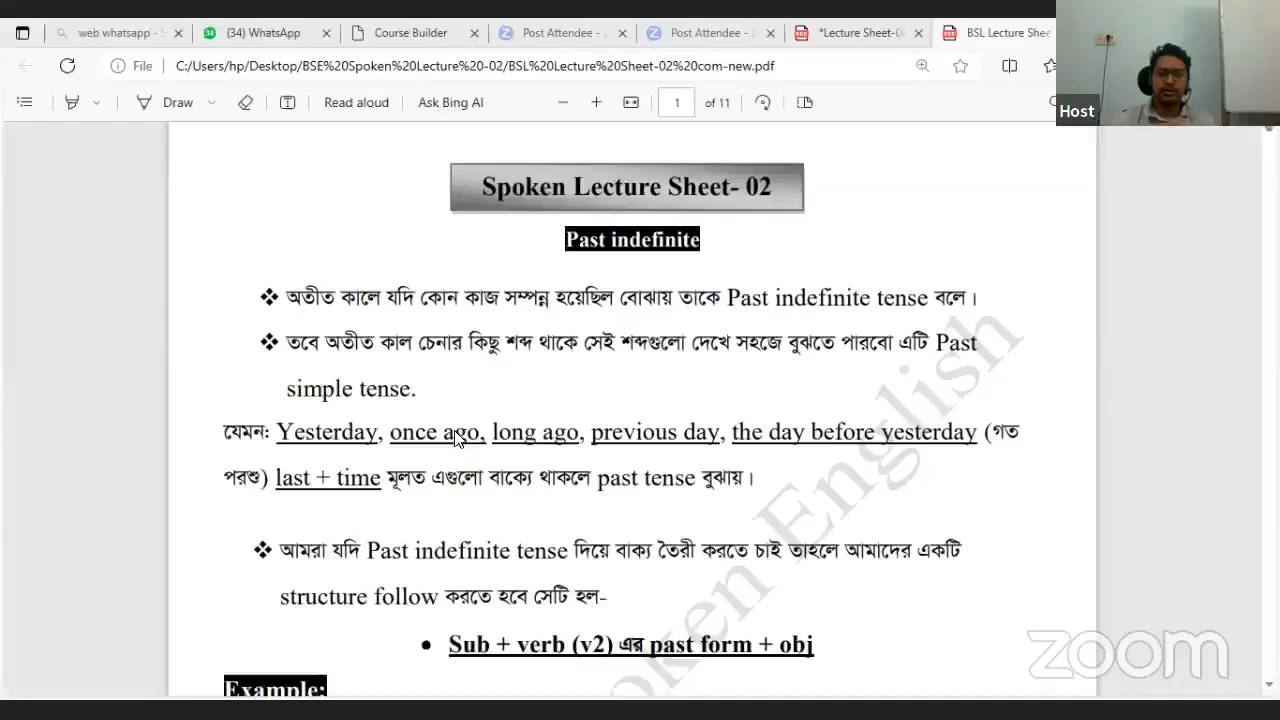 web whatsapp - S
(34) WhatsApp
Course Builder
Post Attendee -
Post Attendee - Z
*Lecture Sheet-0
BSL Lecture Shee
File C:/Users/hp/Desktop/BSE%20Spoken%20Lecture%20-02/BSL%20Lecture%20Sheet-02%20com-new.pdf
Draw Read aloud Ask Bing AI 1 of 11
Host
Spoken Lecture Sheet- 02
Past indefinite
❖ অতীত কালে যদি কোন কাজ সম্পন্ন হয়েছিল বোঝায় তাকে Past indefinite tense বলে।
❖ তবে অতীত কাল চেনার কিছু শব্দ থাকে সেই শব্দগুলো দেখে সহজে বুঝতে পারবো এটি Past
simple tense.
যেমনঃ Yesterday, once ago, long ago, previous day, the day before yesterday (গত
পরশু) last + time মূলত এগুলো বাক্যে থাকলে past tense বুঝায়।
❖ আমরা যদি Past indefinite tense দিয়ে বাক্য তৈরী করতে চাই তাহলে আমাদের একটি
structure follow করতে হবে সেটি হল-
• Sub + verb (v2) এর past form + obj
Example:
oken English
zoom